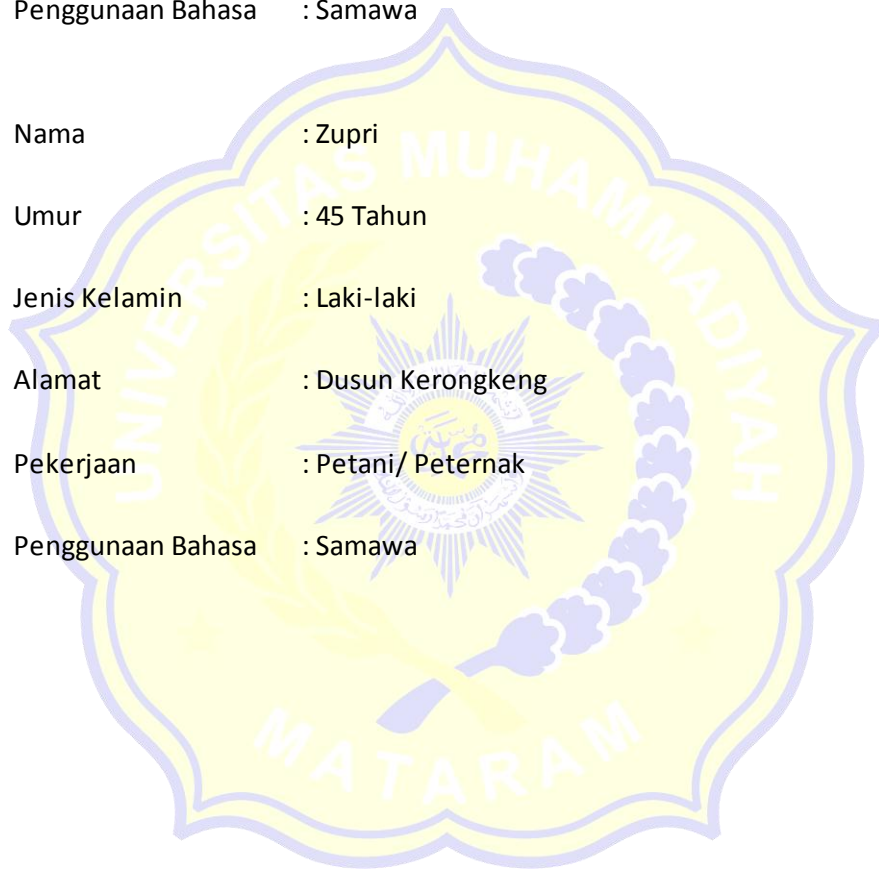 Penggunaan Bahasa : Samawa
Nama : Zupri
Umur : 45 Tahun
Jenis Kelamin : Laki-laki
Alamat : Dusun Kerongkeng
Pekerjaan : Petani/ Peternak
Penggunaan Bahasa : Samawa
UNIVERSITAS MUHAMMADIYAH
MATARAM